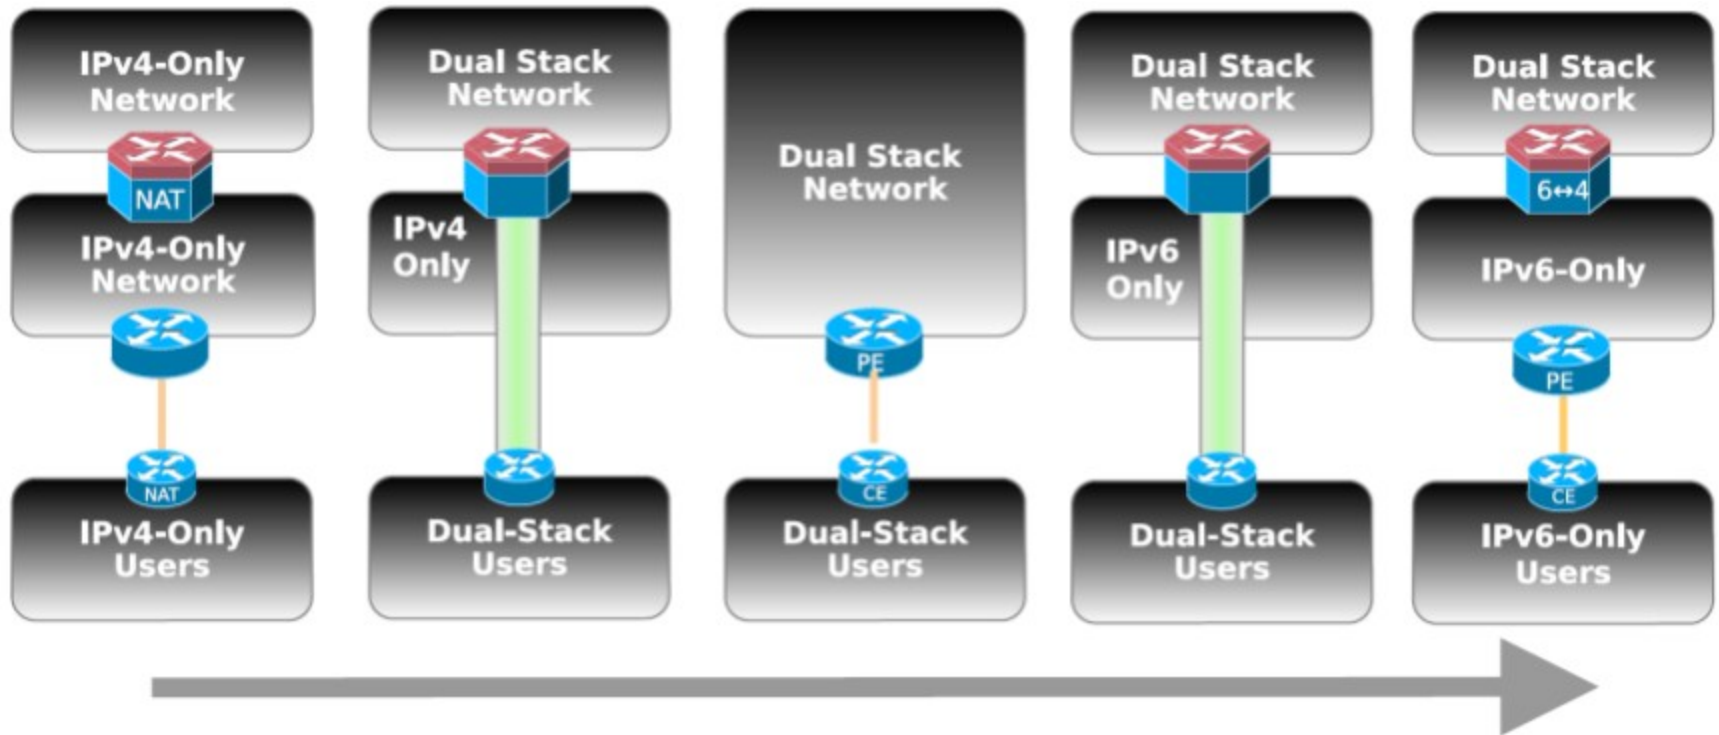 IPv4-Only
Network
NAT
IPv4-Only
Network
NAT
IPv4-Only
Users
Dual Stack
Network
IPv4
Only
Dual-Stack
Users
Dual Stack
Network
PE
CE
Dual-Stack
Users
Dual Stack
Network
IPv6
Only
Dual-Stack
Users
Dual Stack
Network
6↔4
IPv6-Only
PE
CE
IPv6-Only
Users